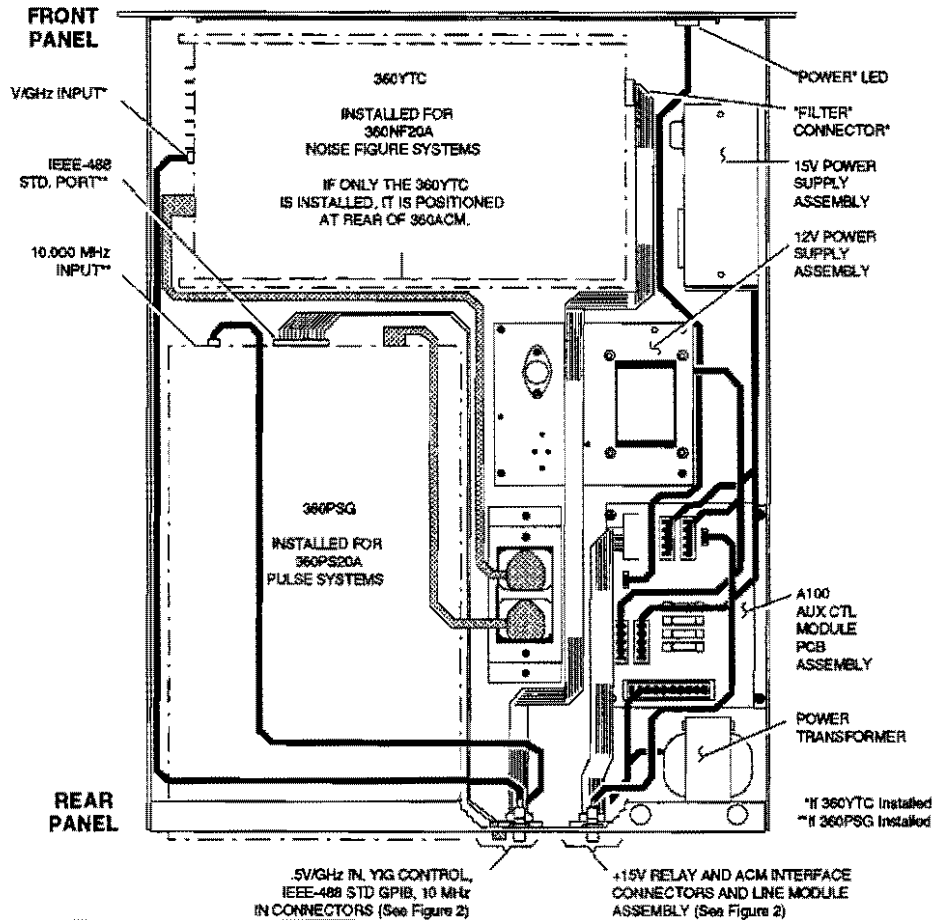 FRONT
PANEL
V/GHz INPUT*
IEEE-488
STD. PORT**
10.000 MHz
INPUT**
360YTC
INSTALLED FOR
360NF20A
NOISE FIGURE SYSTEMS
IF ONLY THE 360YTC
IS INSTALLED, IT IS POSITIONED
AT REAR OF 360ACM.
"POWER" LED
"FILTER"
CONNECTOR*
15V POWER
SUPPLY
ASSEMBLY
12V POWER
SUPPLY
ASSEMBLY
360PSG
INSTALLED FOR
360PS20A
PULSE SYSTEMS
A100
AUX CTL
MODULE
PCB
ASSEMBLY
POWER
TRANSFORMER
REAR
PANEL
*If 360YTC Installed
**If 360PSG Installed
.5V/GHz IN, YIG CONTROL,
IEEE-488 STD GPIB, 10 MHz
IN CONNECTORS (See Figure 2)
+15V RELAY AND ACM INTERFACE
CONNECTORS AND LINE MODULE
ASSEMBLY (See Figure 2)